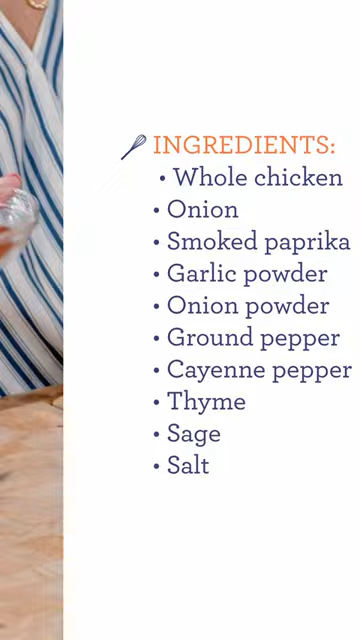 INGREDIENTS:
• Whole chicken
• Onion
• Smoked paprika
• Garlic powder
• Onion powder
• Ground pepper
• Cayenne pepper
• Thyme
• Sage
• Salt